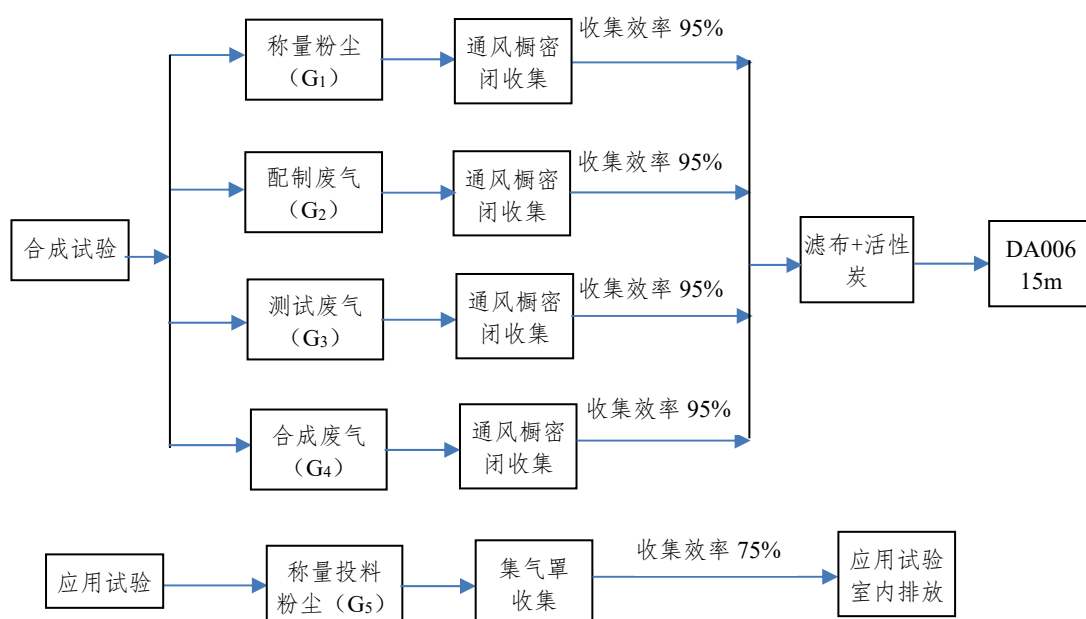 收集效率 95%
称量粉尘
（G₁）
通风橱密
闭收集
收集效率 95%
配制废气
（G₂）
通风橱密
闭收集
合成试验
滤布+活性
炭
DA006
15m
收集效率 95%
测试废气
（G₃）
通风橱密
闭收集
收集效率 95%
合成废气
（G₄）
通风橱密
闭收集
收集效率 75%
应用试验
称量投料
粉尘（G₅）
集气罩
收集
应用试验
室内排放